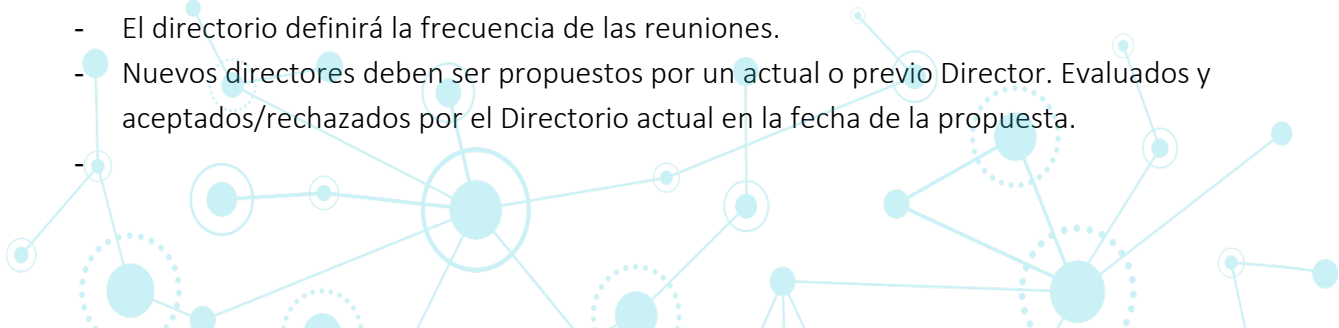 - El directorio definirá la frecuencia de las reuniones.
- Nuevos directores deben ser propuestos por un actual o previo Director. Evaluados y
aceptados/rechazados por el Directorio actual en la fecha de la propuesta.
-